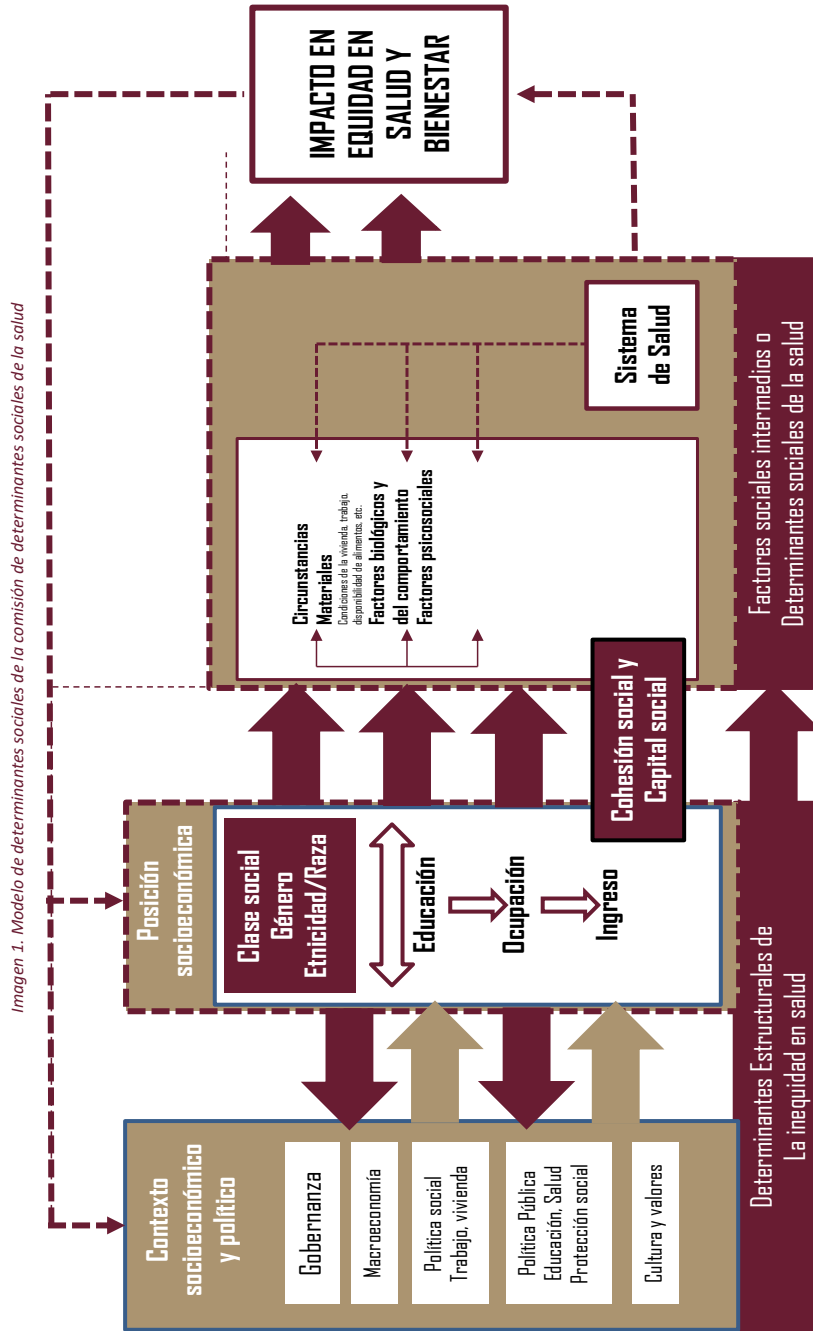 Imagen 1. Modelo de determinantes sociales de la comisión de determinantes sociales de la salud
Contexto
socioeconómico
y político
Gobernanza
Macroeconomía
Política social
Trabajo, vivienda
Política Pública
Educación, Salud
Protección social
Cultura y valores
Posición
socioeconómica
Clase social
Género
Etnicidad/Raza
Educación
Ocupación
Ingreso
Cohesión social y
Capital social
Circunstancias
Materiales
Condiciones de la vivienda, trabajo,
disponibilidad de alimentos, etc.
Factores biológicos y
del comportamiento
Factores psicosociales
Sistema
de Salud
IMPACTO EN
EQUIDAD EN
SALUD Y
BIENESTAR
Determinantes Estructurales de
La inequidad en salud
Factores sociales intermedios o
Determinantes sociales de la salud